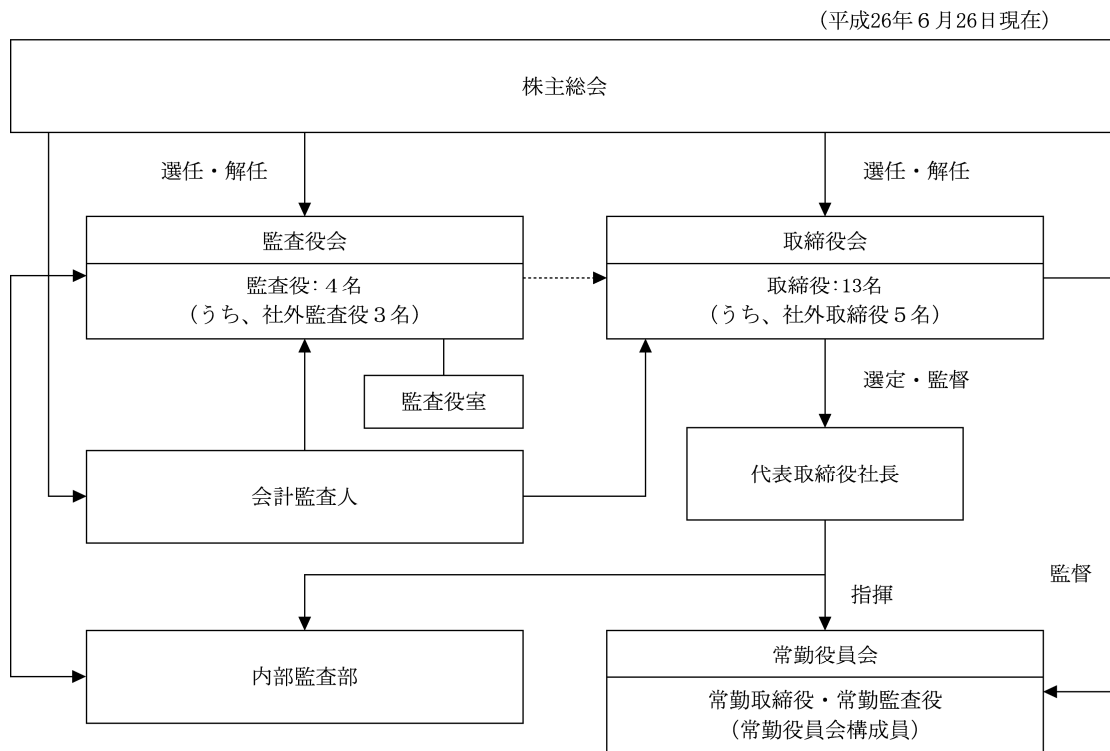 （平成26年６月26日現在）
株主総会
選任・解任
選任・解任
監査役会
監査役：４名
（うち、社外監査役３名）
取締役会
取締役：13名
（うち、社外取締役５名）
監査役室
選定・監督
代表取締役社長
会計監査人
監督
指揮
内部監査部
常勤役員会
常勤取締役・常勤監査役
（常勤役員会構成員）